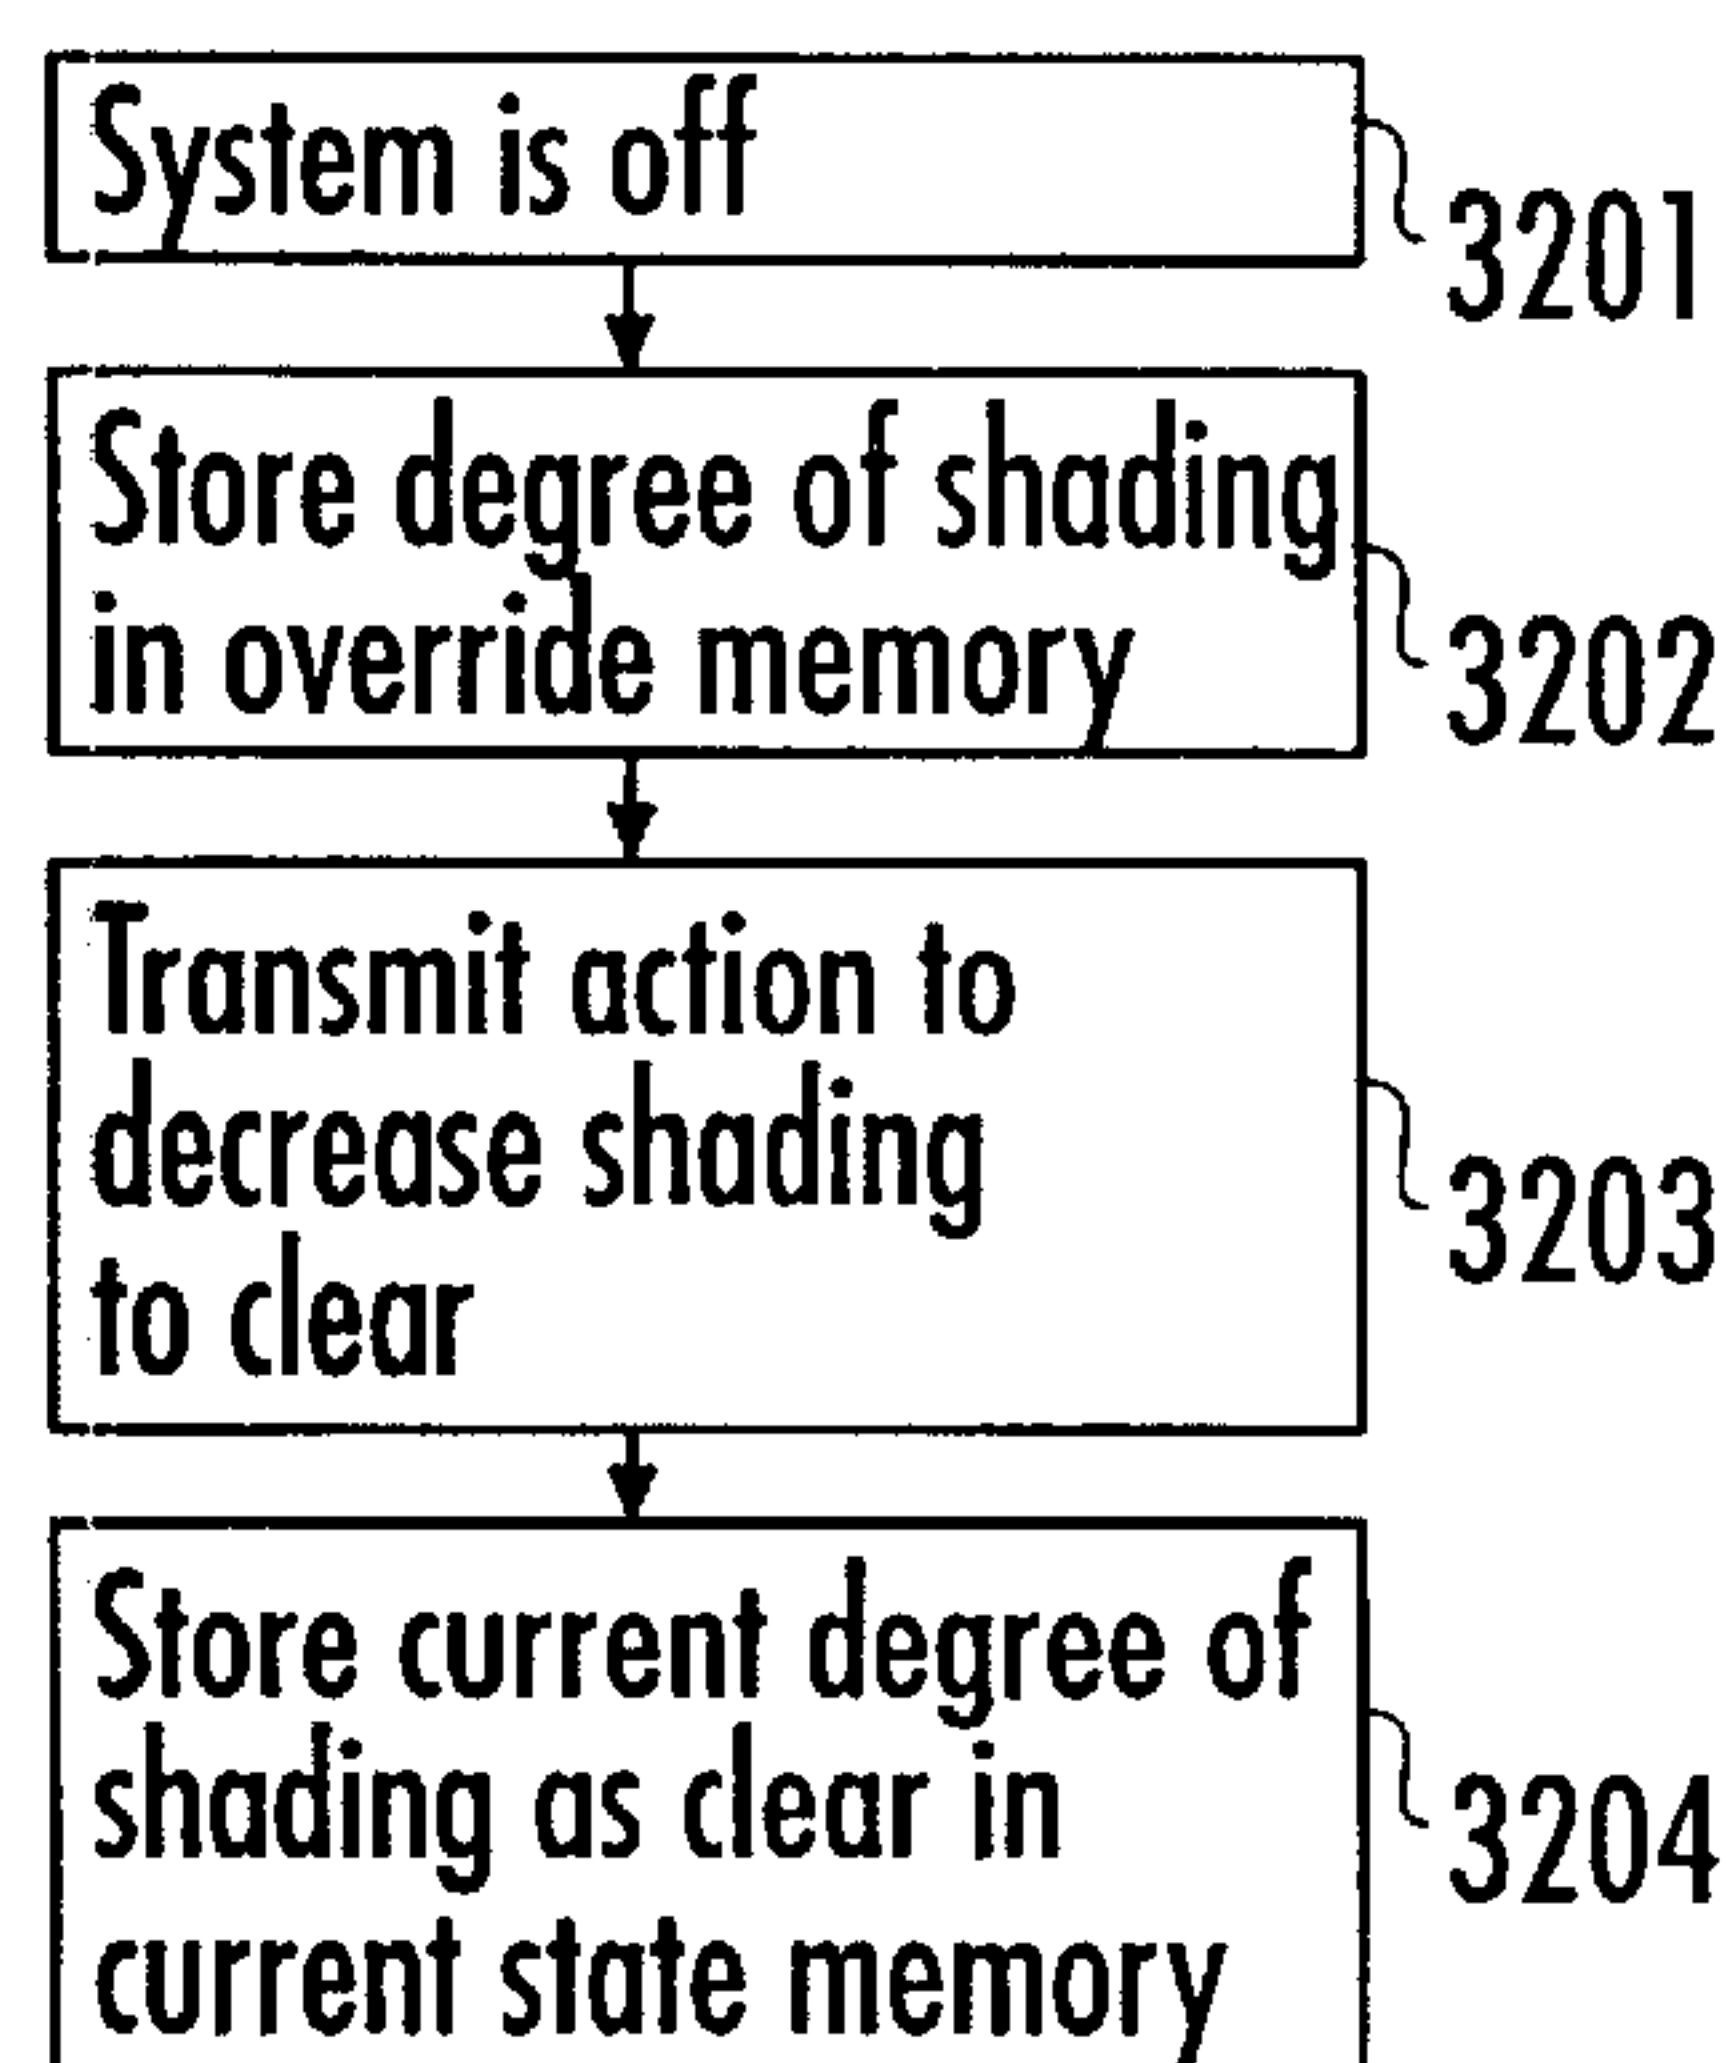 System is off
3201
Store degree of shading
in override memory
3202
Transmit action to
decrease shading
to clear
3203
Store current degree of
shading as clear in
current state memory
3204